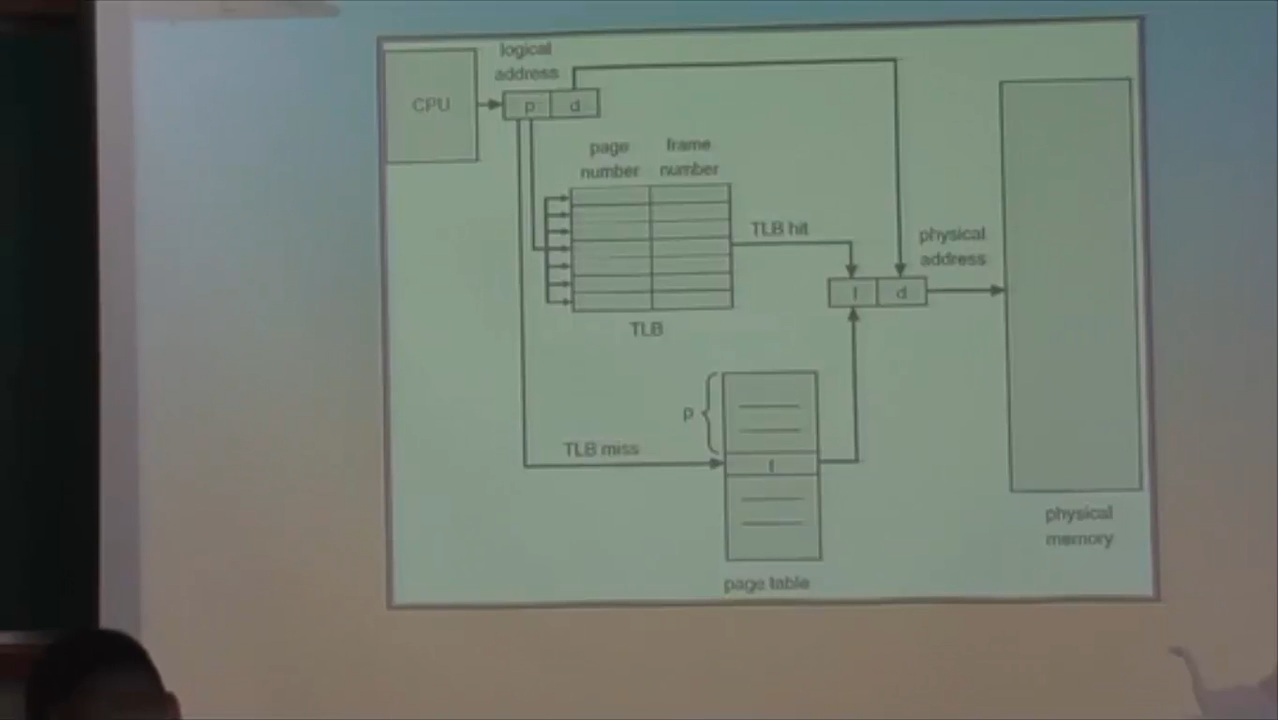 logical
address
CPU
p
d
page
number
frame
number
TLB hit
physical
address
f
d
TLB
p
TLB miss
f
physical
memory
page table